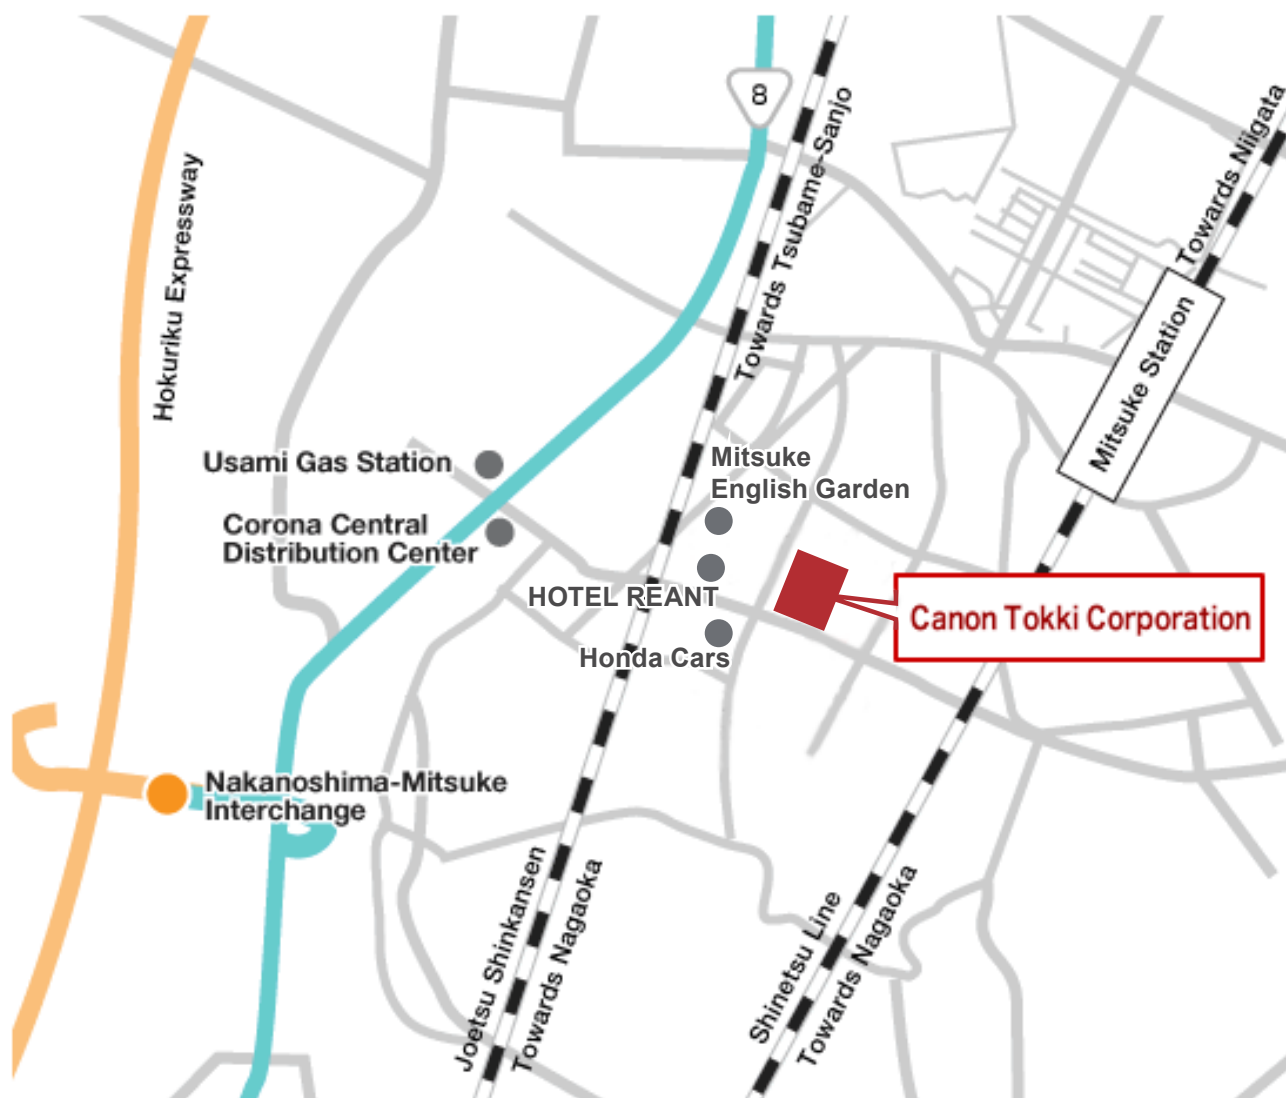 8
Towards Tsubame-Sanjo
Towards Niigata
Hokuriku Expressway
Mitsuke Station
Usami Gas Station
Mitsuke
English Garden
Corona Central
Distribution Center
HOTEL REANT
Canon Tokki Corporation
Honda Cars
Nakanoshima-Mitsuke
Interchange
Joetsu Shinkansen
Towards Nagaoka
Shinetsu Line
Towards Nagaoka